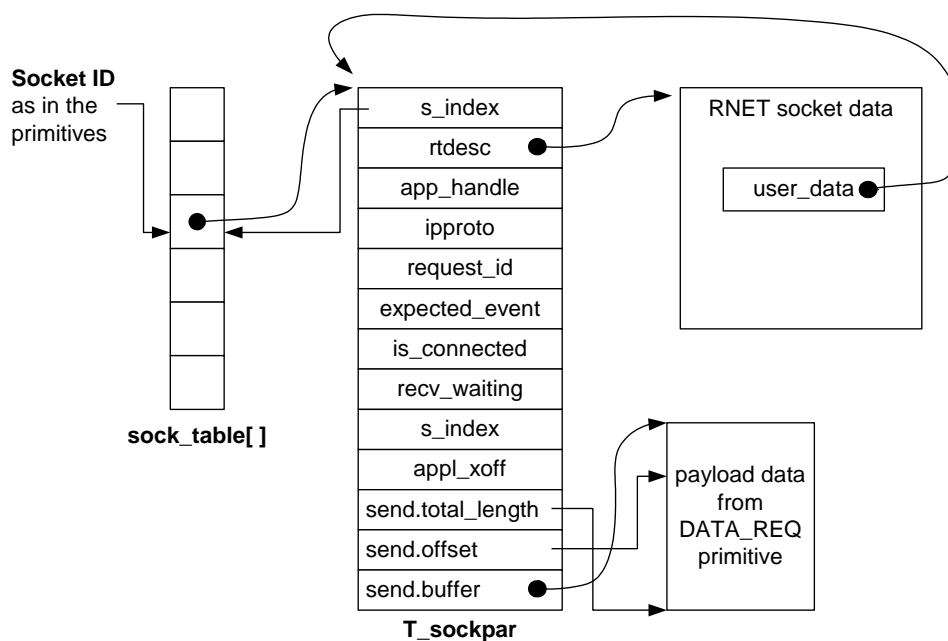 Socket ID
as in the
primitives
sock_table[ ]
s_index
rtdesc
app_handle
ipproto
request_id
expected_event
is_connected
recv_waiting
s_index
appl_xoff
send.total_length
send.offset
send.buffer
T_sockpar
RNET socket data
user_data
payload data
from
DATA_REQ
primitive